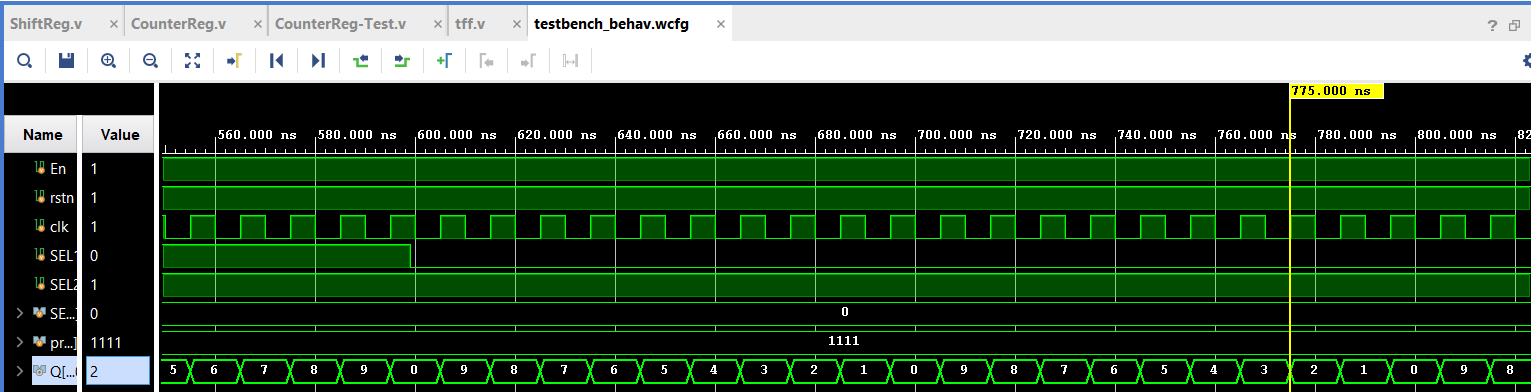 ShiftReg.v × CounterReg.v × CounterReg-Test.v × tff.v × testbench_behav.wcfg × ?
775.000 ns
Name Value 560.000 ns 580.000 ns 600.000 ns 620.000 ns 640.000 ns 660.000 ns 680.000 ns 700.000 ns 720.000 ns 740.000 ns 760.000 ns 780.000 ns 800.000 ns 82
En 1
rstn 1
clk 1
SEL1 0
SEL2 1
SE...] 0 0
pr...] 1111 1111
Q[...0 2 5 6 7 8 9 0 9 8 7 6 5 4 3 2 1 0 9 8 7 6 5 4 3 2 1 0 9 8